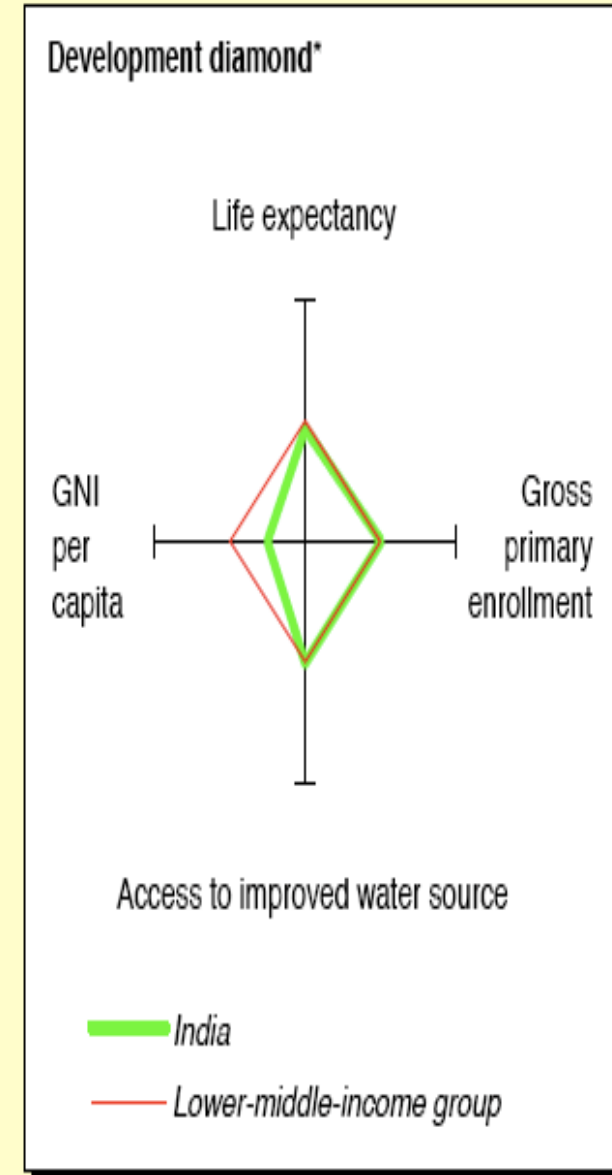 Development diamond*
Life expectancy
GNI
per
capita
Gross
primary
enrollment
Access to improved water source
India
Lower-middle-income group